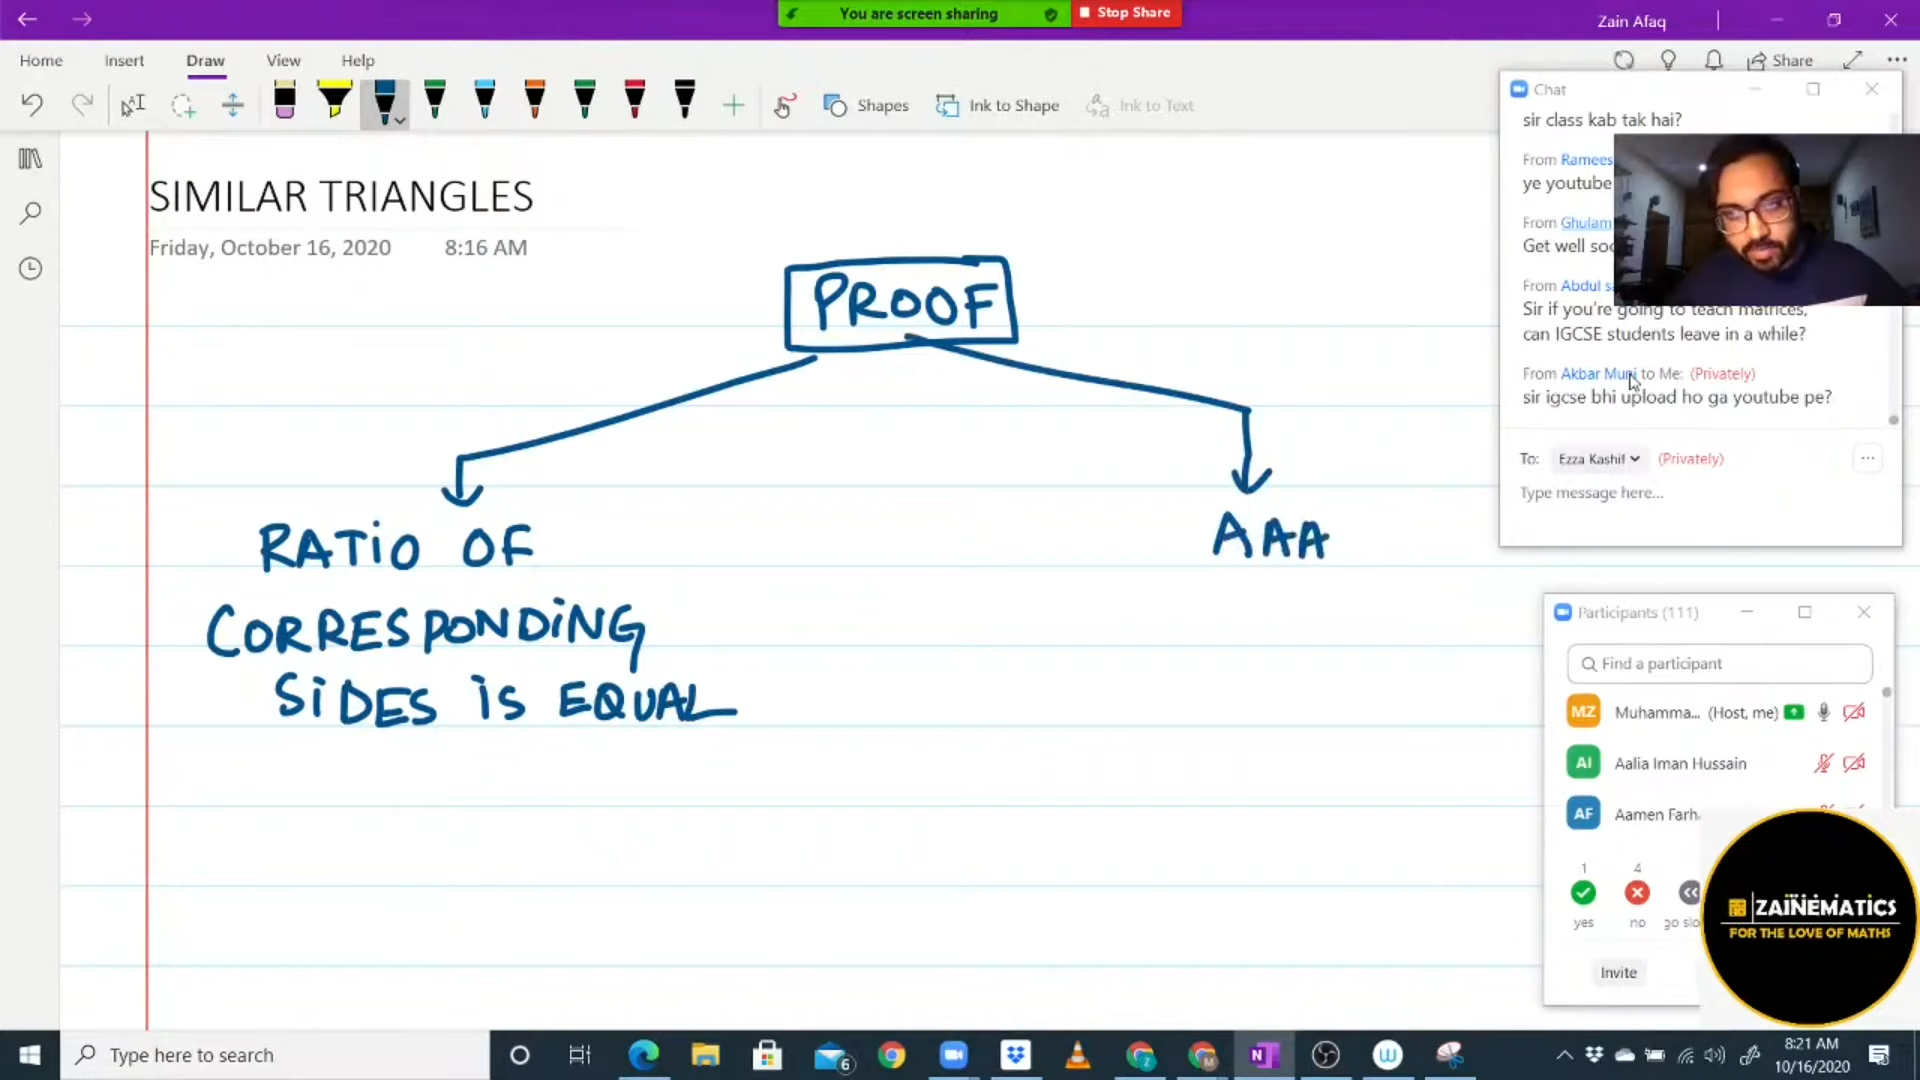 You are screen sharing
Stop Share
Zain Afaq
Home Insert Draw View Help
Share
Shapes
Ink to Shape
Ink to Text
SIMILAR TRIANGLES
Friday, October 16, 2020 8:16 AM
PROOF
RATIO OF
CORRESPONDING
SIDES IS EQUAL
AAA
Chat
sir class kab tak hai?
From Ramees
ye youtube
From Ghulam
Get well soo
From Abdul sa
Sir if you're going to teach matrices,
can IGCSE students leave in a while?
From Akbar Muni to Me: (Privately)
sir igcse bhi upload ho ga youtube pe?
To: Ezza Kashif (Privately)
Type message here...
Participants (111)
Find a participant
MZ Muhamma... (Host, me)
AI Aalia Iman Hussain
AF Aamen Farh
1 4
yes no go slo
Invite
ZAINEMATICS
FOR THE LOVE OF MATHS
Type here to search
6
8:21 AM
10/16/2020